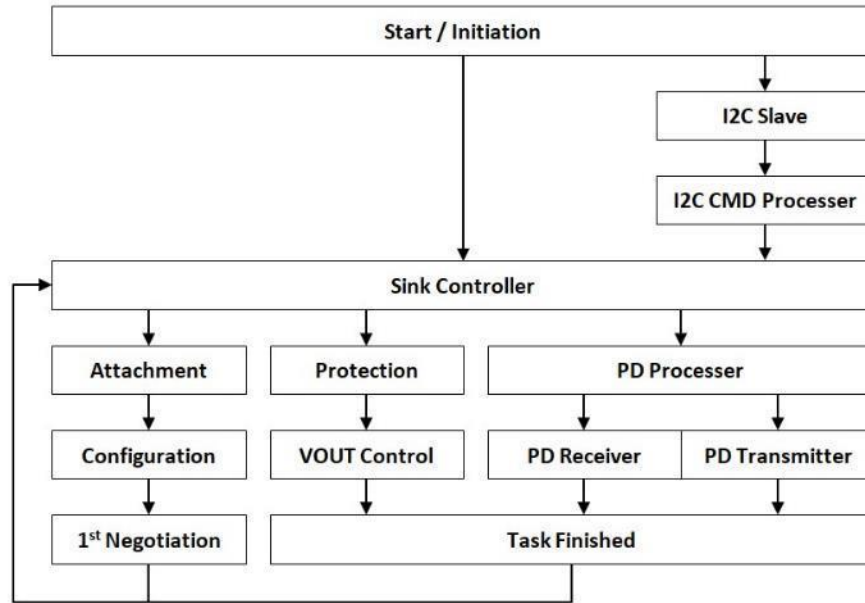 Start / Initiation
I2C Slave
I2C CMD Processer
Sink Controller
Attachment
Protection
PD Processer
Configuration
VOUT Control
PD Receiver
PD Transmitter
1st Negotiation
Task Finished